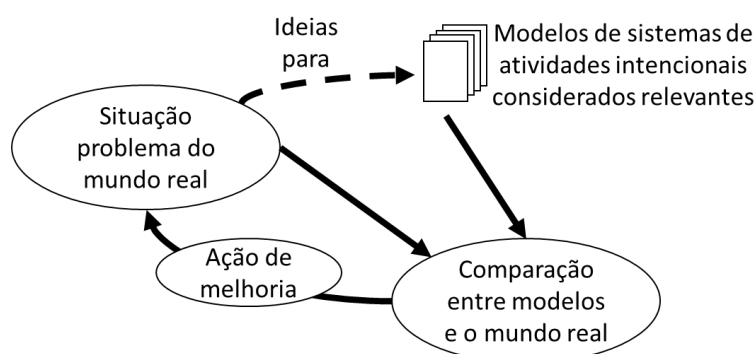 Ideias
para
Modelos de sistemas de
atividades intencionais
considerados relevantes
Situação
problema do
mundo real
Ação de
melhoria
Comparação
entre modelos
e o mundo real